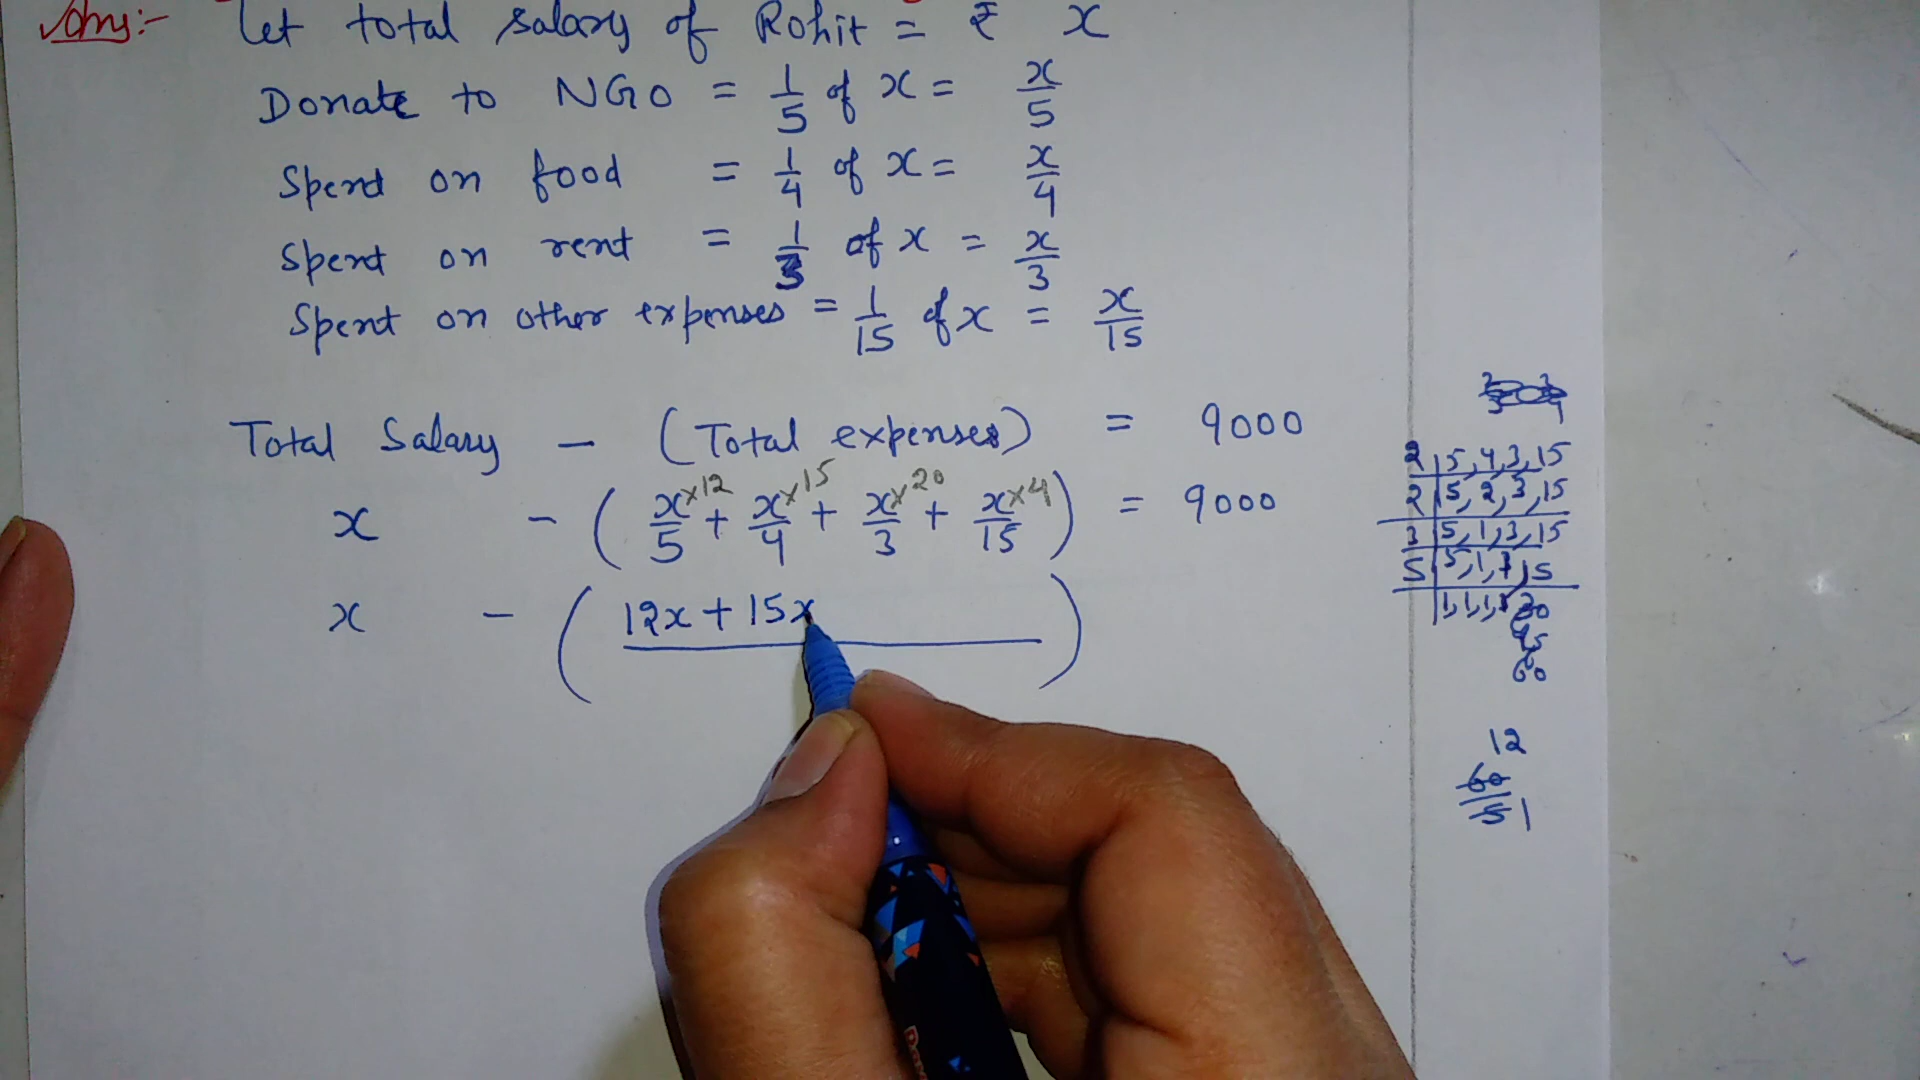 Ans:- Let total salary of Rohit = ₹ x
Donate to NGO = 1/5 of x = x/5
Spend on food = 1/4 of x = x/4
Spent on rent = 1/3 of x = x/3
Spent on other expenses = 1/15 of x = x/15
Total Salary - (Total expenses) = 9000
x - ( x/5 ×12 + x/4 ×15 + x/3 ×20 + x/15 ×4 ) = 9000
x - ( 12x + 15x )
2 | 5, 4, 3, 15
2 | 5, 2, 3, 15
3 | 5, 1, 3, 15
5 | 5, 1, 1, 5
1, 1, 1, 1
60
12
60
5 1